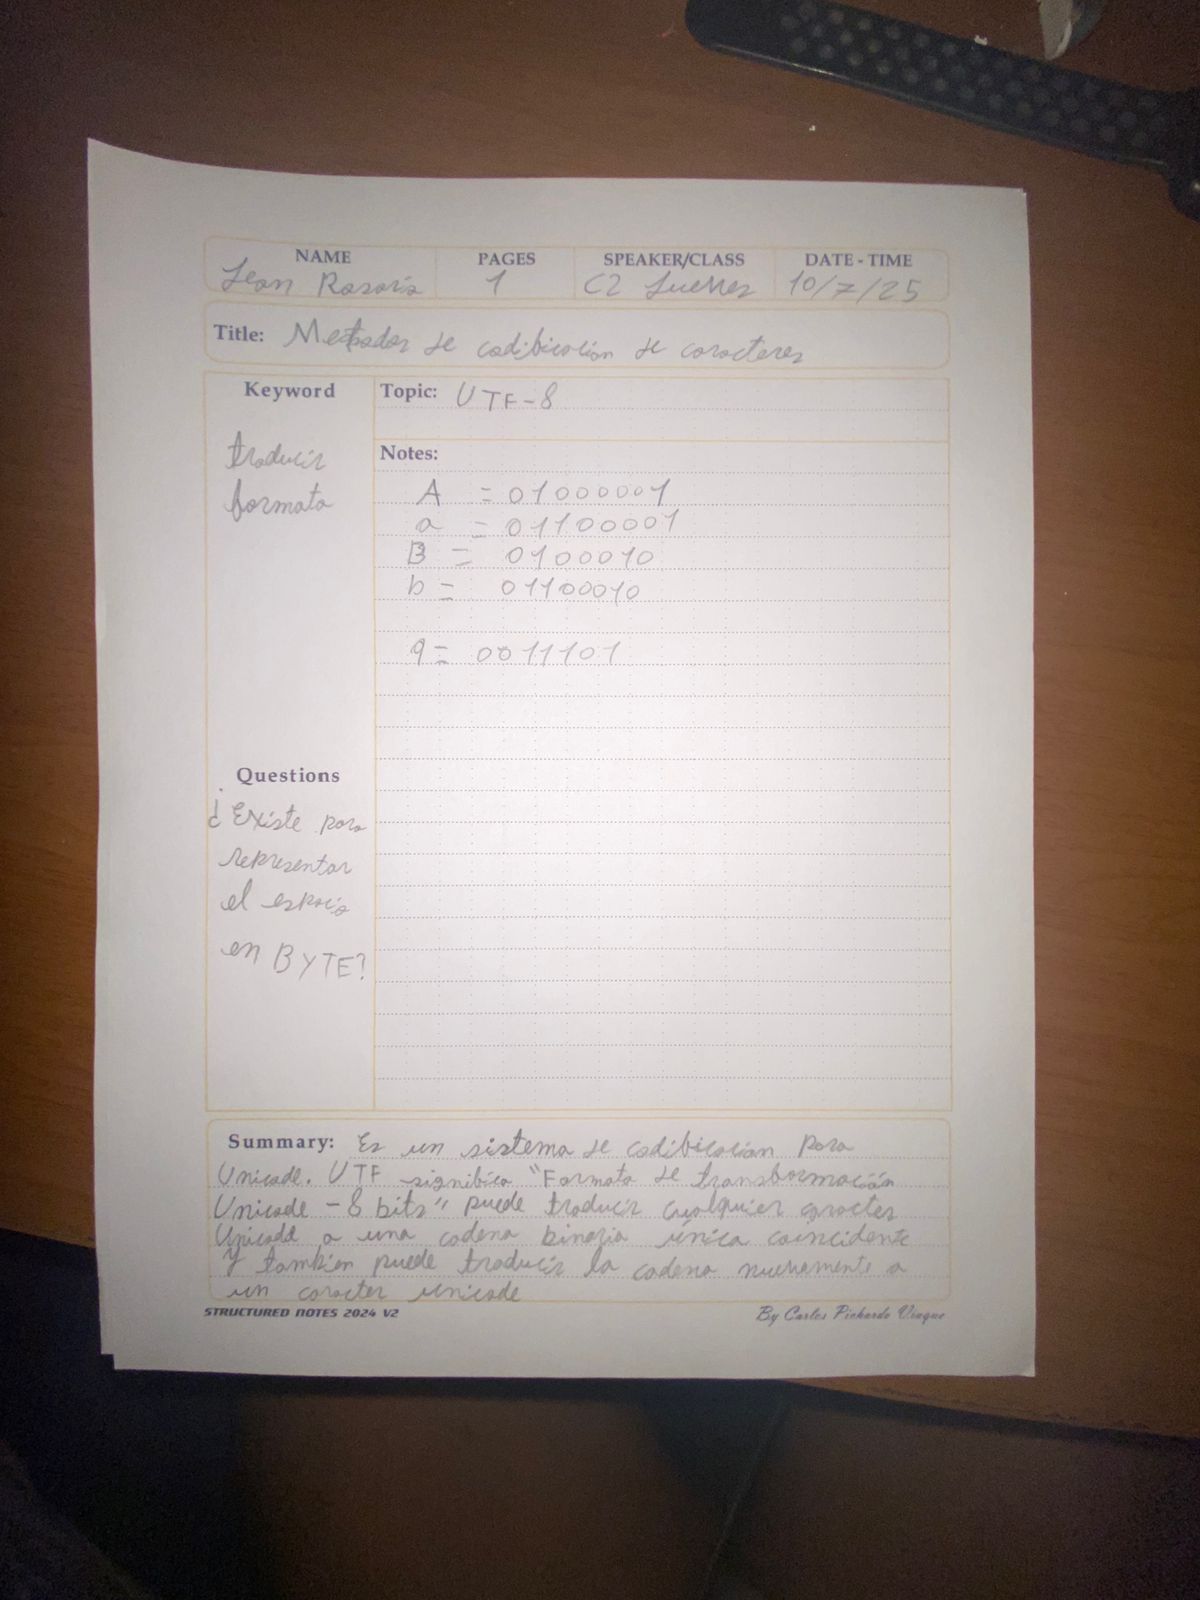 NAME PAGES SPEAKER/CLASS DATE - TIME
Jean Rosario 1 C2 10/7/25
Title: Metodos de codificación de caracteres
Keyword
Topic: UTF-8
traducir
formato
Notes:
A = 01000001
a = 01100001
B = 0100010
b = 01100010
9 = 0011101
Questions
¿Existe para
representar
el espacio
en BYTE?
Summary: Es un sistema de codificación para
Unicode. UTF significa "Formato de transformación
Unicode - 8 bits" puede traducir cualquier caracter
Unicode a una cadena binaria única coincidente
y tambien puede traducir la cadena nuevamente a
un caracter unicode
STRUCTURED NOTES 2024 V2
By Carlos Pichardo Viuque